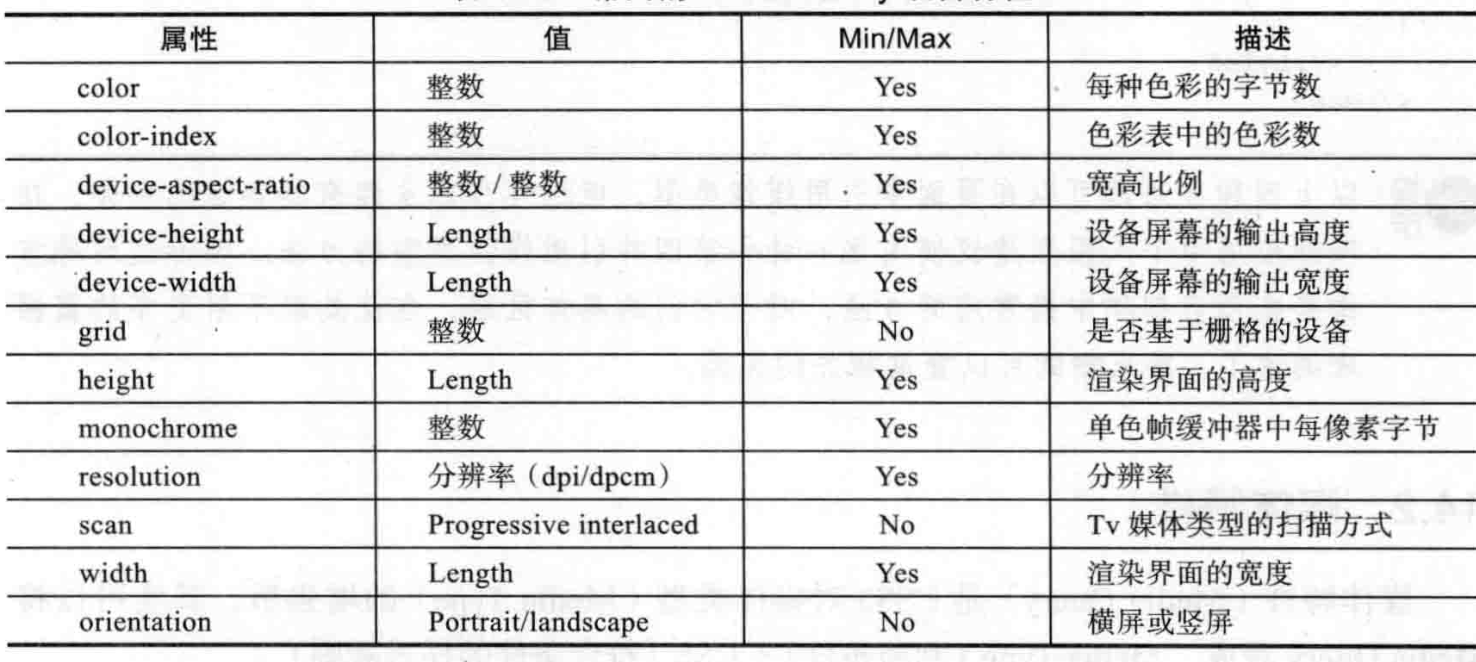 属性 值 Min/Max 描述
color 整数 Yes 每种色彩的字节数
color-index 整数 Yes 色彩表中的色彩数
device-aspect-ratio 整数 / 整数 Yes 宽高比例
device-height Length Yes 设备屏幕的输出高度
device-width Length Yes 设备屏幕的输出宽度
grid 整数 No 是否基于栅格的设备
height Length Yes 渲染界面的高度
monochrome 整数 Yes 单色帧缓冲器中每像素字节
resolution 分辨率（dpi/dpcm） Yes 分辨率
scan Progressive interlaced No Tv 媒体类型的扫描方式
width Length Yes 渲染界面的宽度
orientation Portrait/landscape No 横屏或竖屏